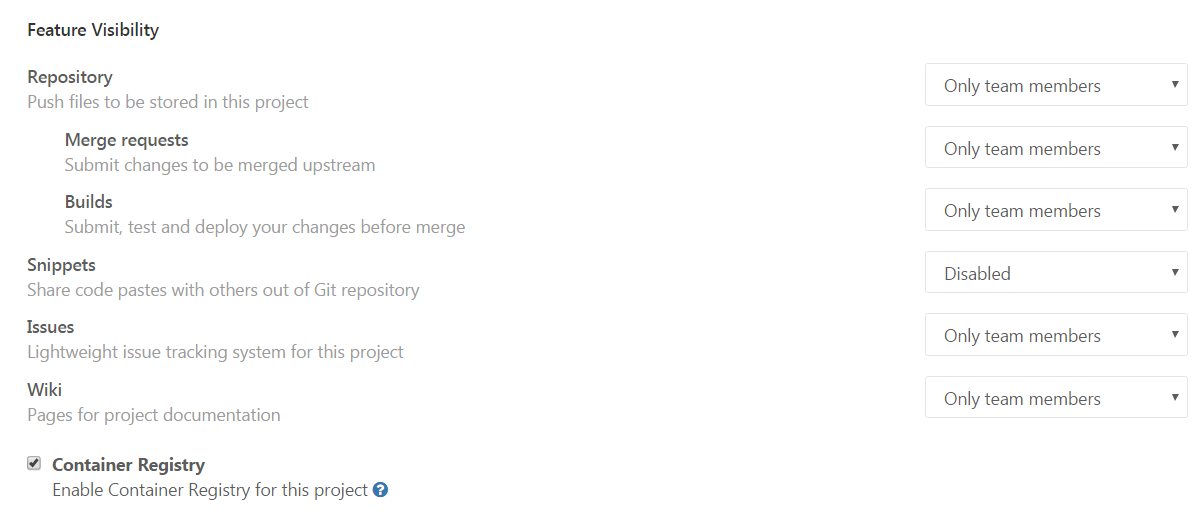 Feature Visibility
Repository
Only team members
Push files to be stored in this project
Merge requests
Only team members
Submit changes to be merged upstream
Builds
Only team members
Submit, test and deploy your changes before merge
Snippets
Disabled
Share code pastes with others out of Git repository
Issues
Only team members
Lightweight issue tracking system for this project
Wiki
Only team members
Pages for project documentation
Container Registry
Enable Container Registry for this project ?